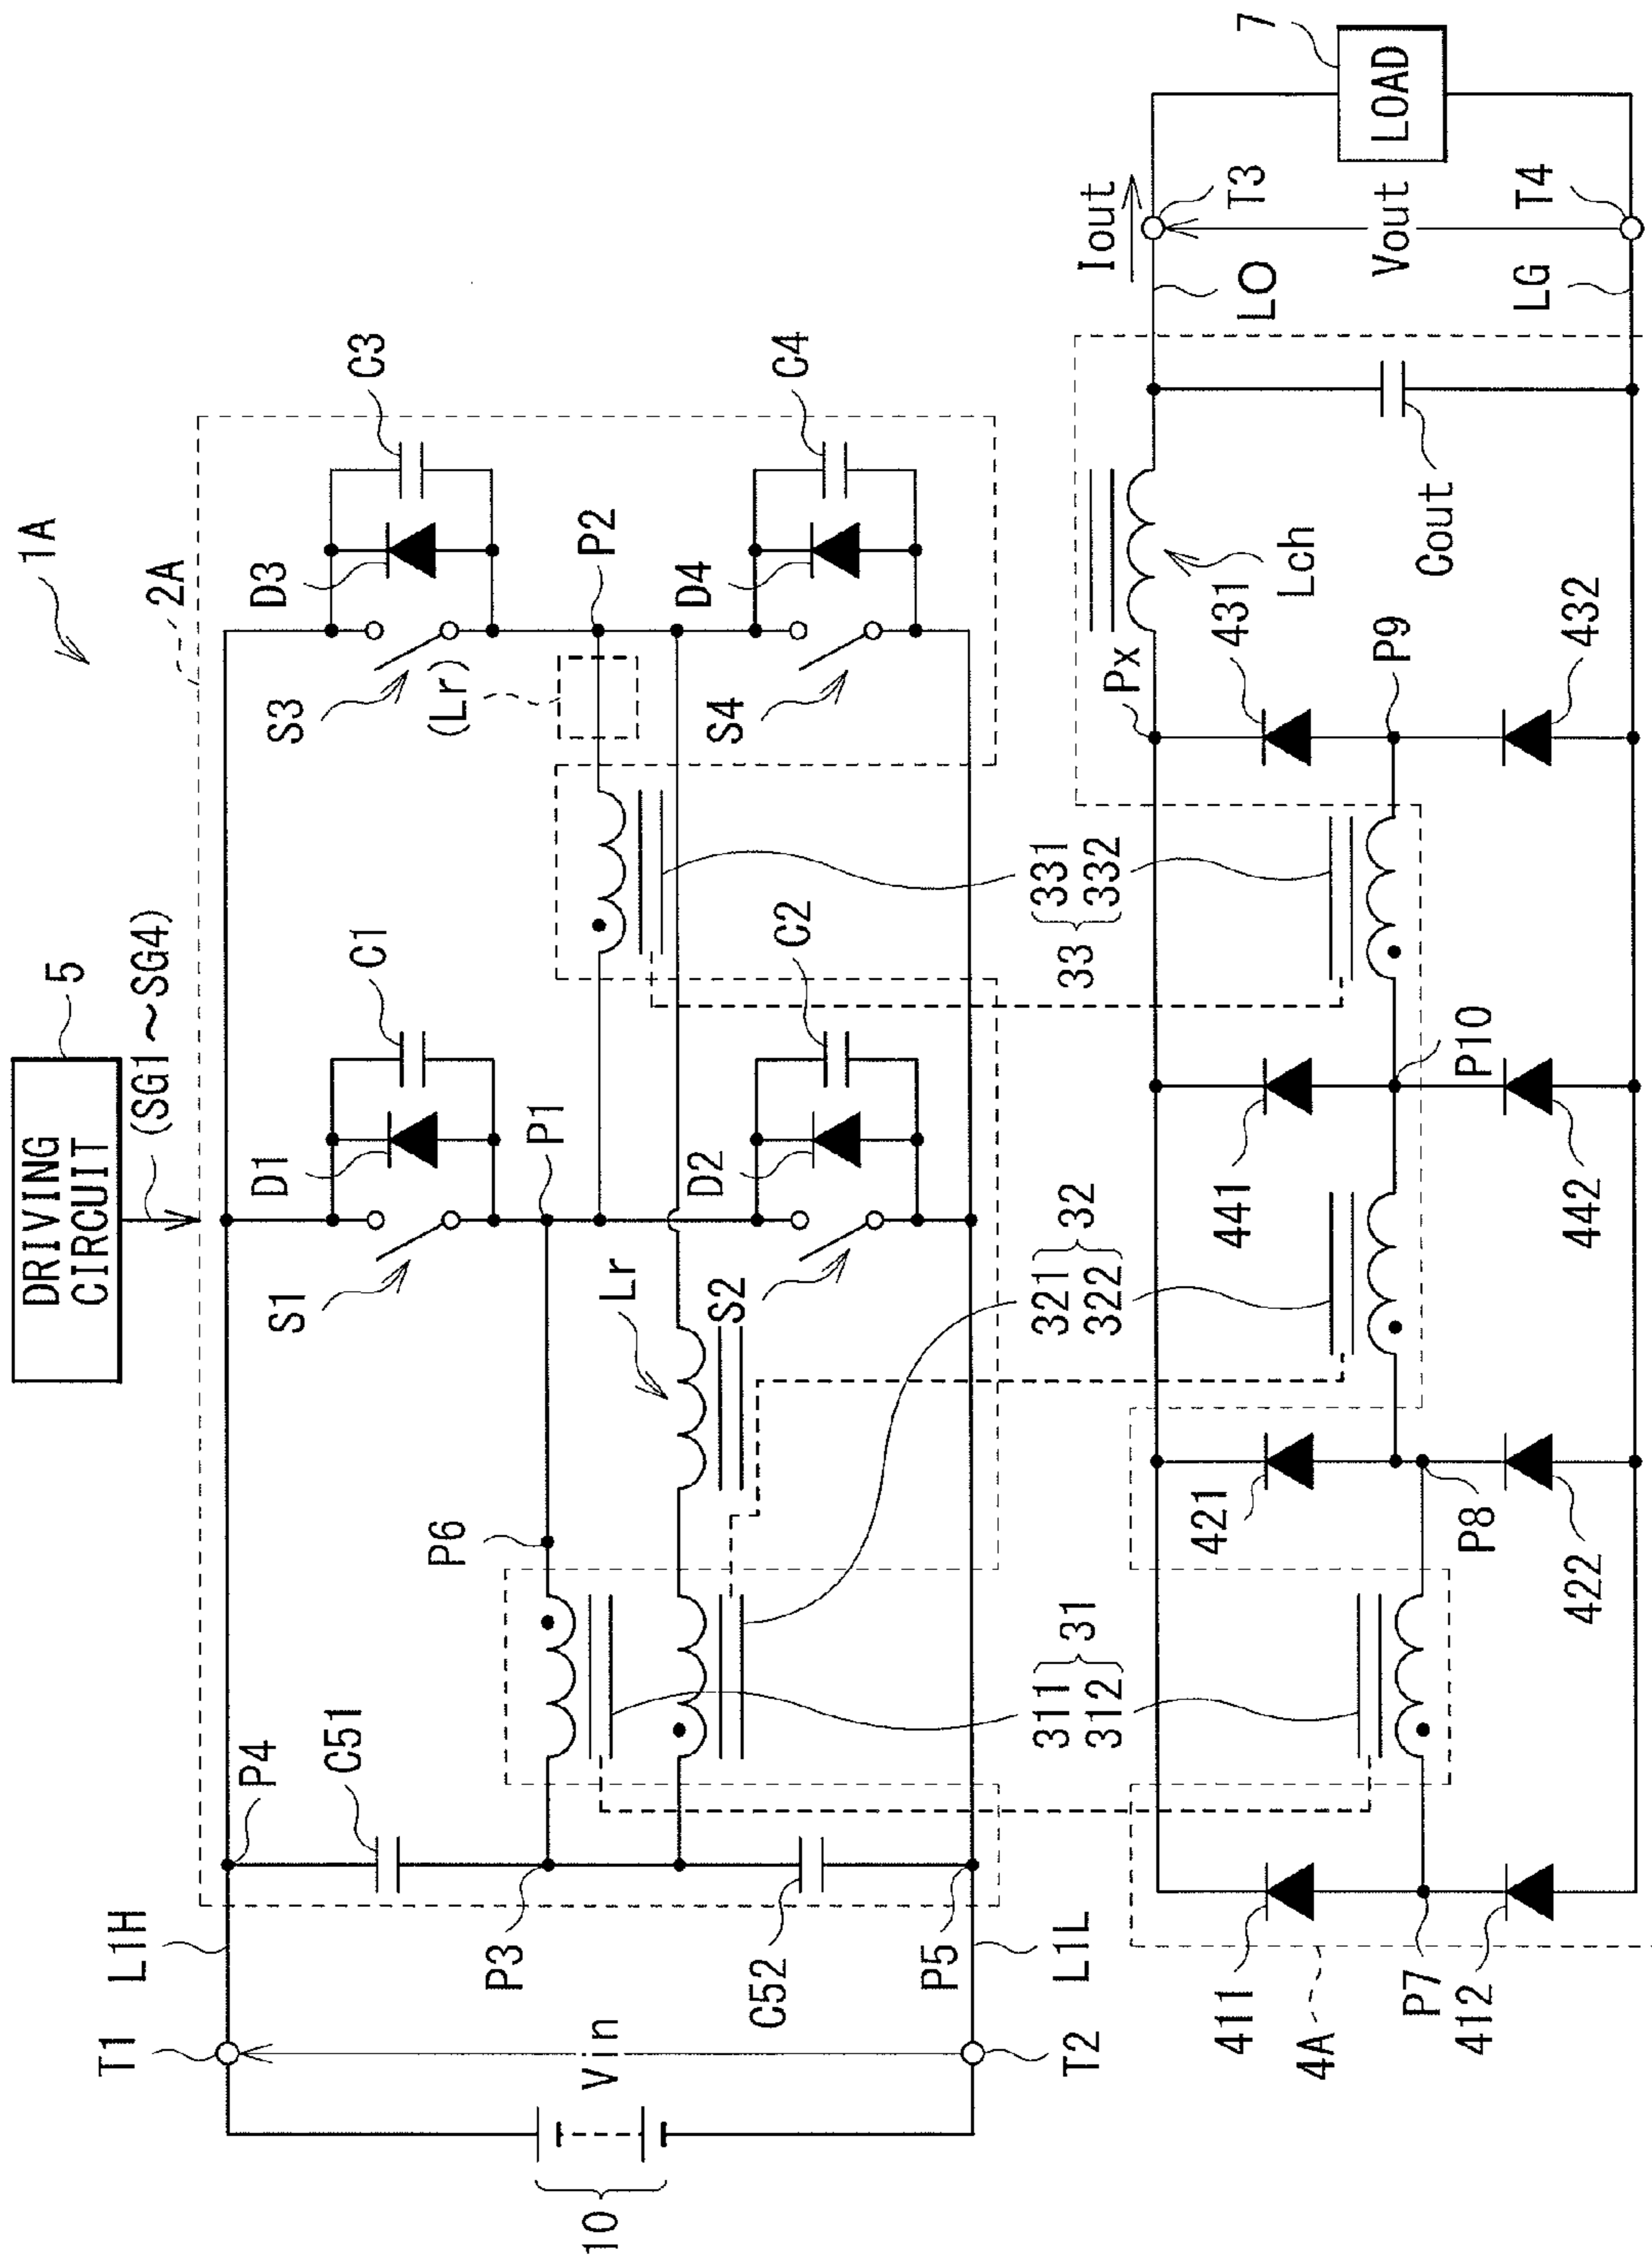 1A
DRIVING
CIRCUIT
5
(SG1~SG4)
2A
T1
L1H
P4
C51
P6
S1
D1
C1
P1
S3
D3
C3
(Lr)
P2
Lr
P3
Vin
10
C52
P5
S2
D2
C2
S4
D4
C4
T2
L1L
311
312
31
321
322
32
33
331
332
Px
Iout
T3
LO
7
LOAD
Vout
Lch
Cout
411
421
441
431
P10
P9
4A
P7
412
P8
422
442
432
LG
T4